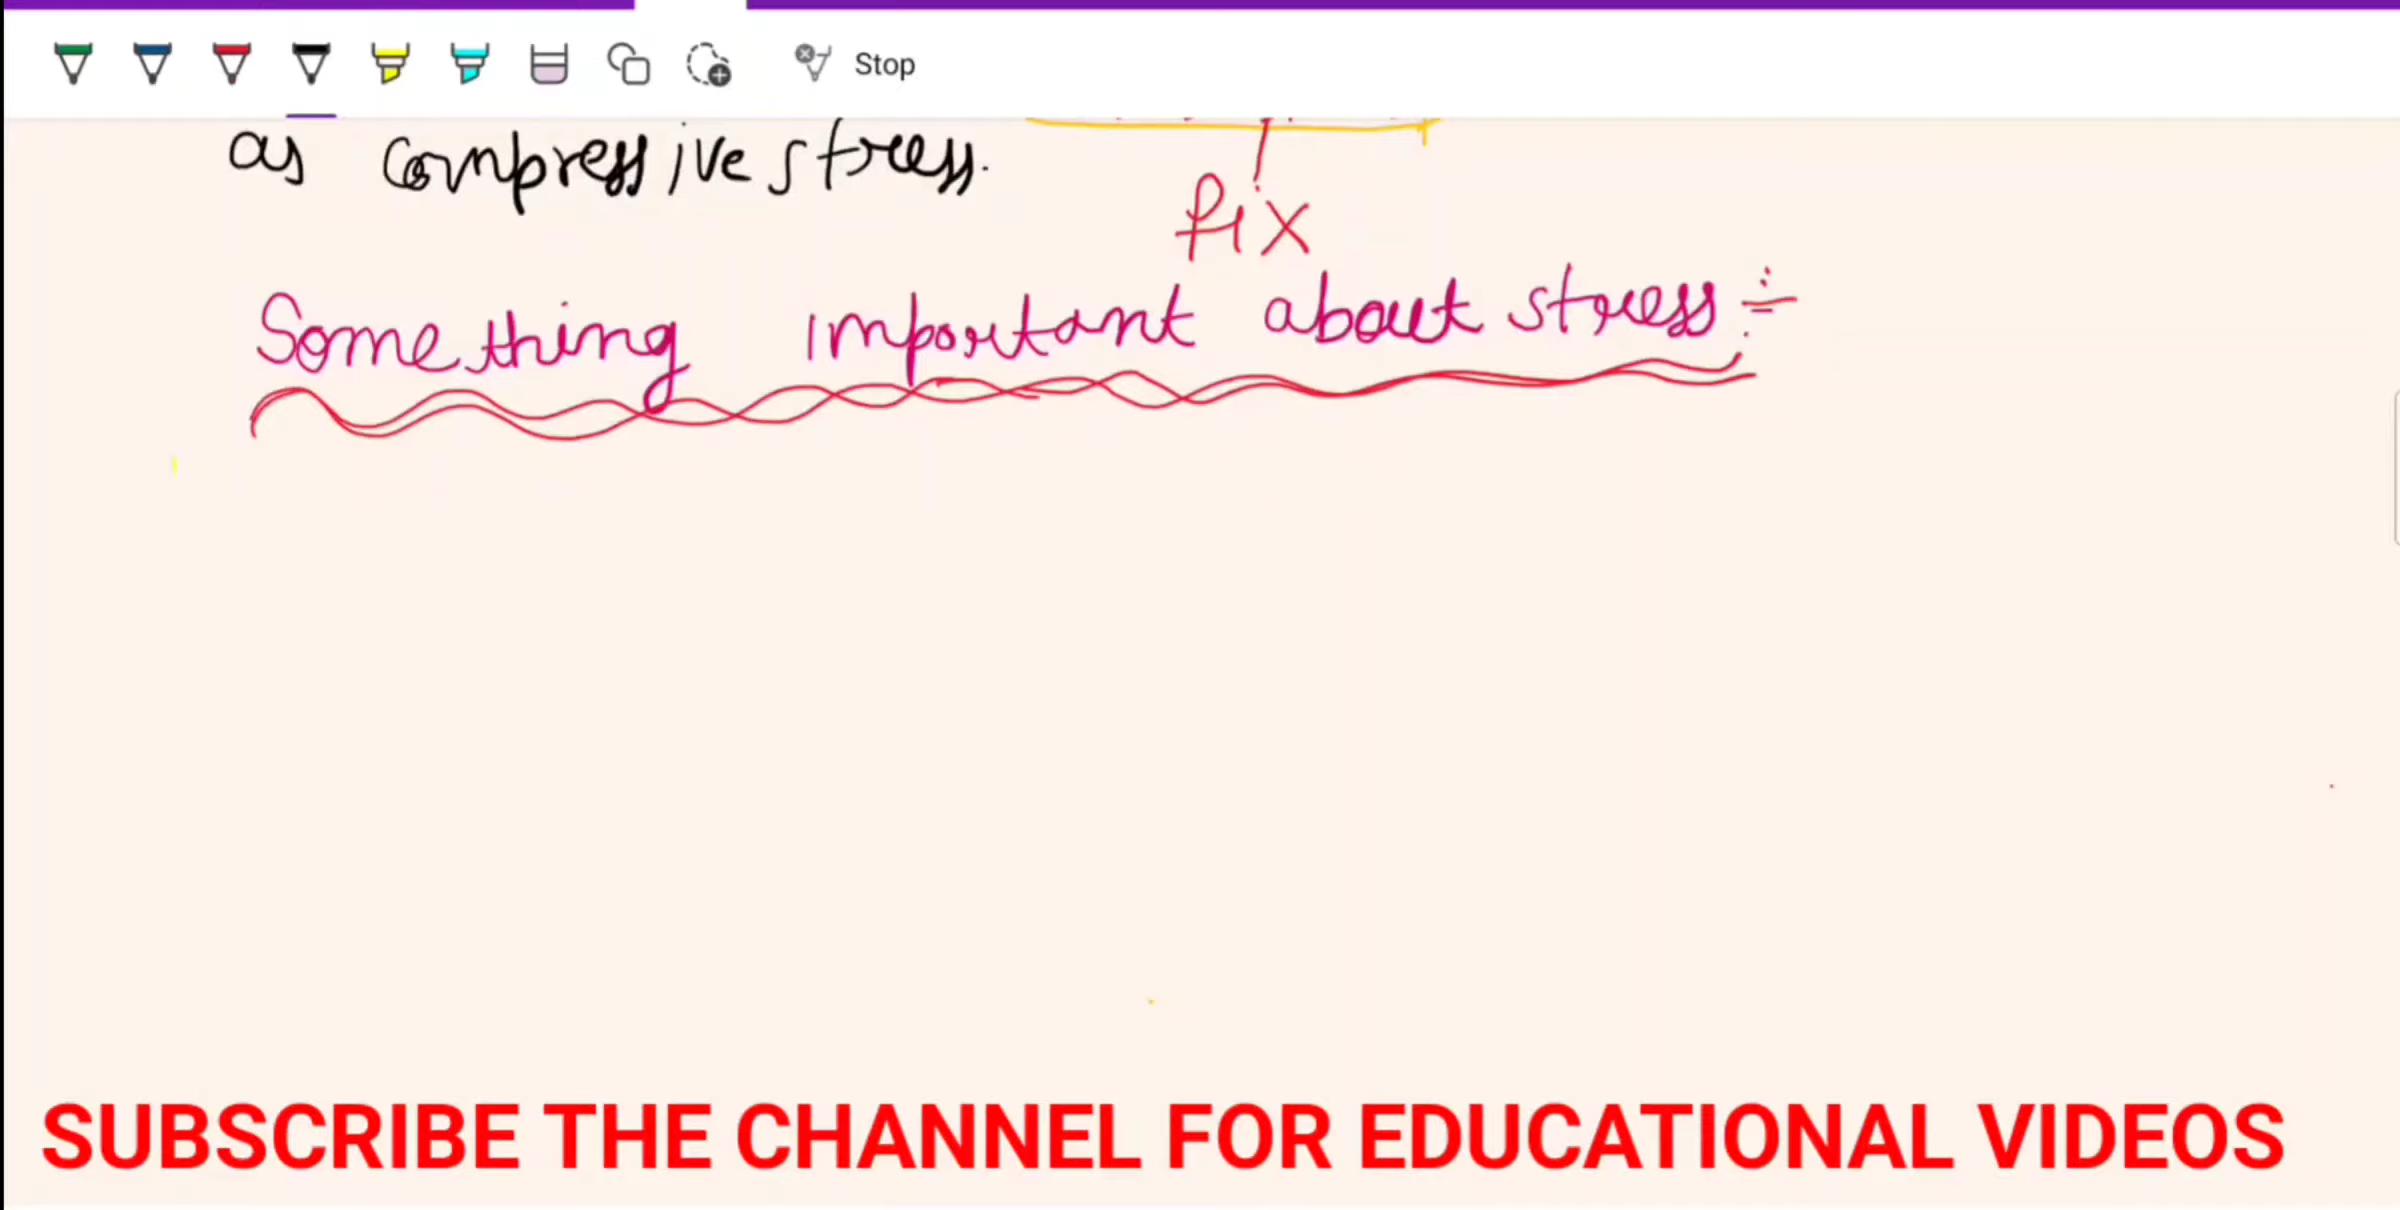 Stop
as compressive stress.
fix
Something important about stress :-
SUBSCRIBE THE CHANNEL FOR EDUCATIONAL VIDEOS